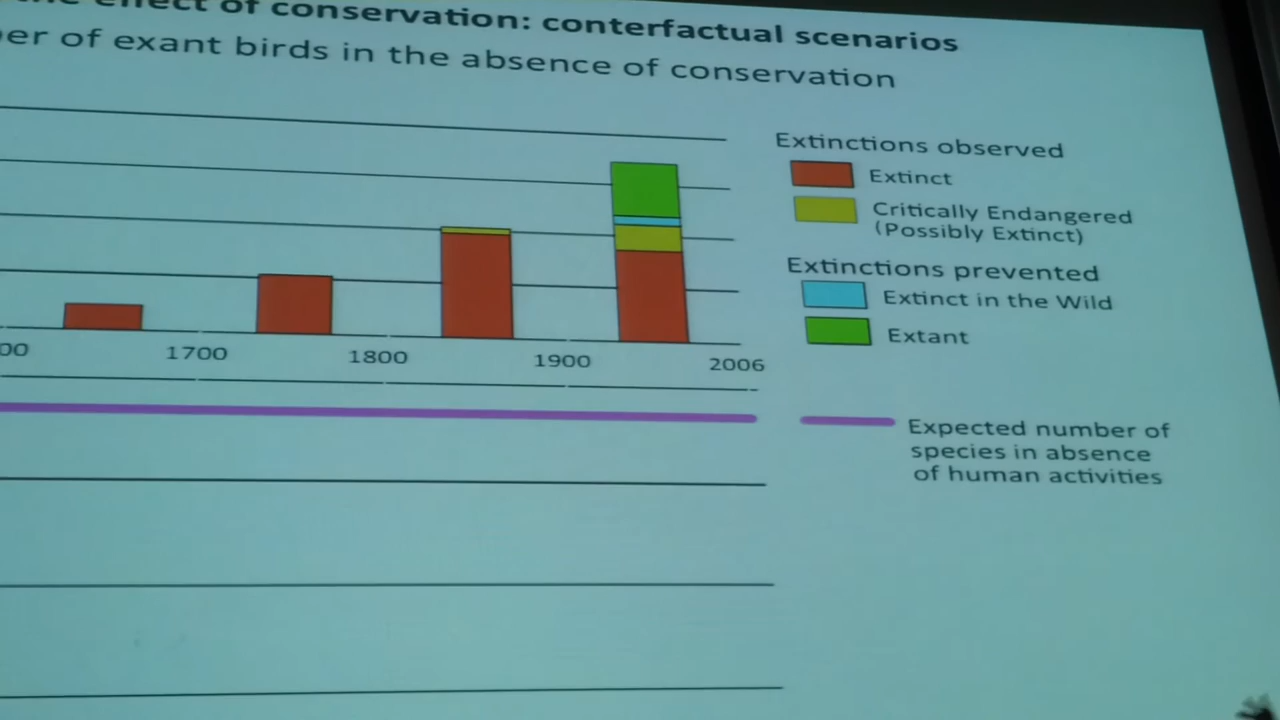 effect of conservation: conterfactual scenarios
of exant birds in the absence of conservation
Extinctions observed
Extinct
Critically Endangered
(Possibly Extinct)
Extinctions prevented
Extinct in the Wild
Extant
1700 1800 1900 2006
Expected number of
species in absence
of human activities